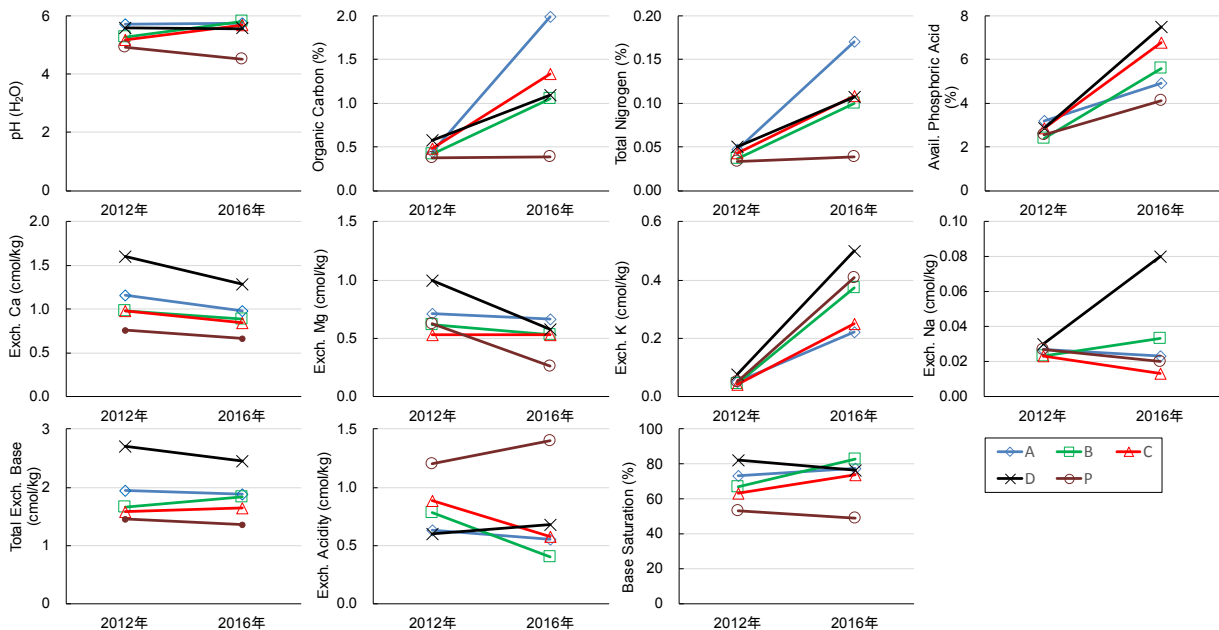 pH (H₂O)
6
4
2
0
2012年 2016年
Organic Carbon (%)
2.0
1.5
1.0
0.5
0.0
2012年 2016年
Total Nigrogen (%)
0.20
0.15
0.10
0.05
0.00
2012年 2016年
Avail. Phosphoric Acid
(%)
8
6
4
2
0
2012年 2016年
Exch. Ca (cmol/kg)
2.0
1.5
1.0
0.5
0.0
2012年 2016年
Exch. Mg (cmol/kg)
1.5
1.0
0.5
0.0
2012年 2016年
Exch. K (cmol/kg)
0.6
0.4
0.2
0.0
2012年 2016年
Exch. Na (cmol/kg)
0.10
0.08
0.06
0.04
0.02
0.00
2012年 2016年
Total Exch. Base
(cmol/kg)
3
2
1
0
2012年 2016年
Exch. Acidity (cmol/kg)
1.5
1.0
0.5
0.0
2012年 2016年
Base Saturation (%)
100
80
60
40
20
0
2012年 2016年
A B C
D P